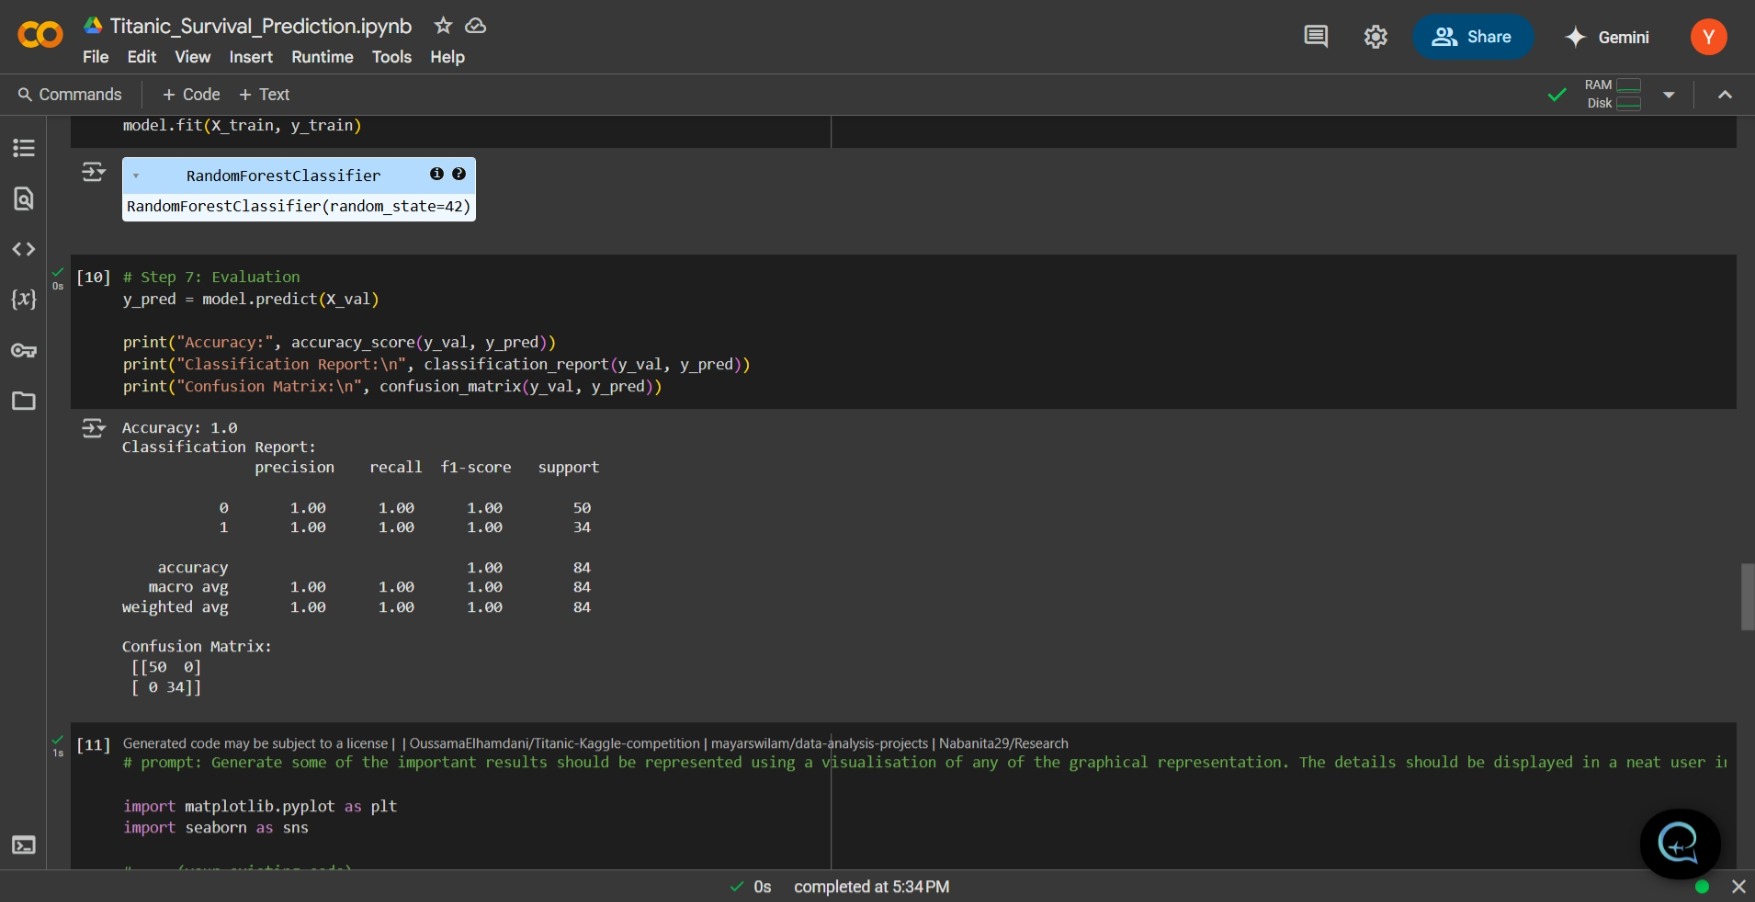 Titanic_Survival_Prediction.ipynb
File Edit View Insert Runtime Tools Help
Share
Gemini
Y
Commands + Code + Text
RAM
Disk
model.fit(X_train, y_train)
RandomForestClassifier
RandomForestClassifier(random_state=42)
[10] # Step 7: Evaluation
0s
y_pred = model.predict(X_val)
print("Accuracy:", accuracy_score(y_val, y_pred))
print("Classification Report:\n", classification_report(y_val, y_pred))
print("Confusion Matrix:\n", confusion_matrix(y_val, y_pred))
Accuracy: 1.0
Classification Report:
precision recall f1-score support
0 1.00 1.00 1.00 50
1 1.00 1.00 1.00 34
accuracy 1.00 84
macro avg 1.00 1.00 1.00 84
weighted avg 1.00 1.00 1.00 84
Confusion Matrix:
[[50 0]
[ 0 34]]
[11] Generated code may be subject to a license | | OussamaElhamdani/Titanic-Kaggle-competition | mayarswilam/data-analysis-projects | Nabanita29/Research
1s
# prompt: Generate some of the important results should be represented using a visualisation of any of the graphical representation. The details should be displayed in a neat user
import matplotlib.pyplot as plt
import seaborn as sns
0s completed at 5:34 PM